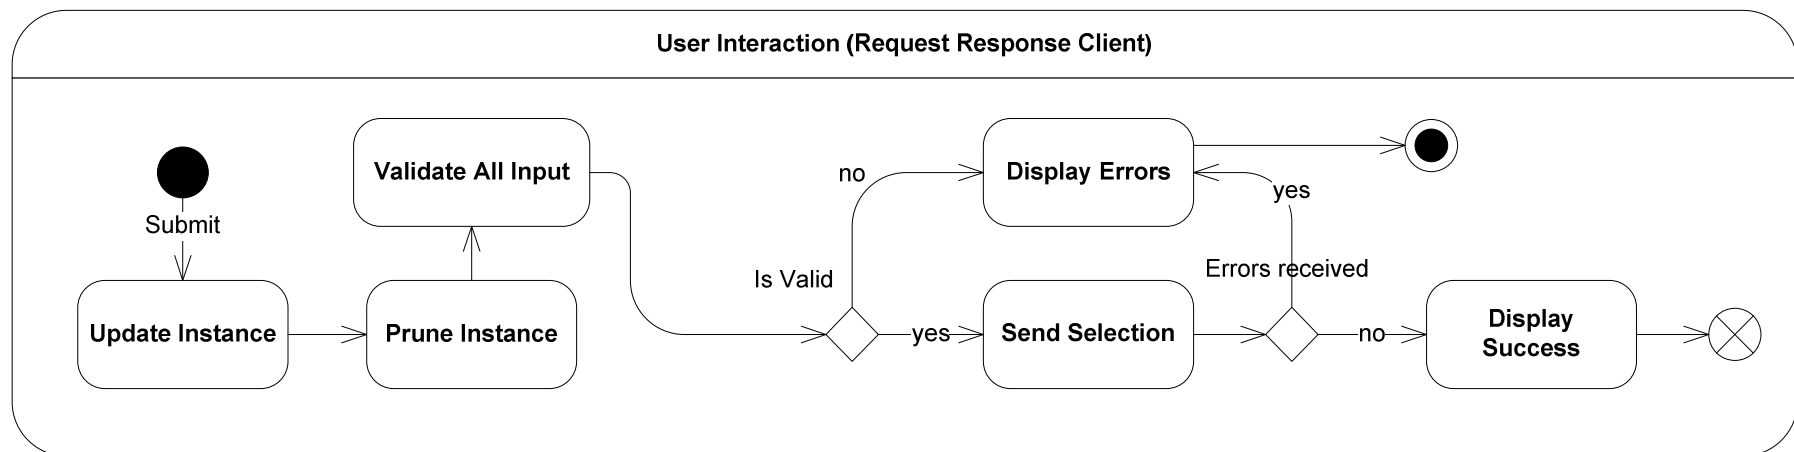 User Interaction (Request Response Client)
Submit
Validate All Input
Update Instance
Prune Instance
Is Valid
no
yes
Display Errors
Send Selection
yes
Errors received
no
Display
Success